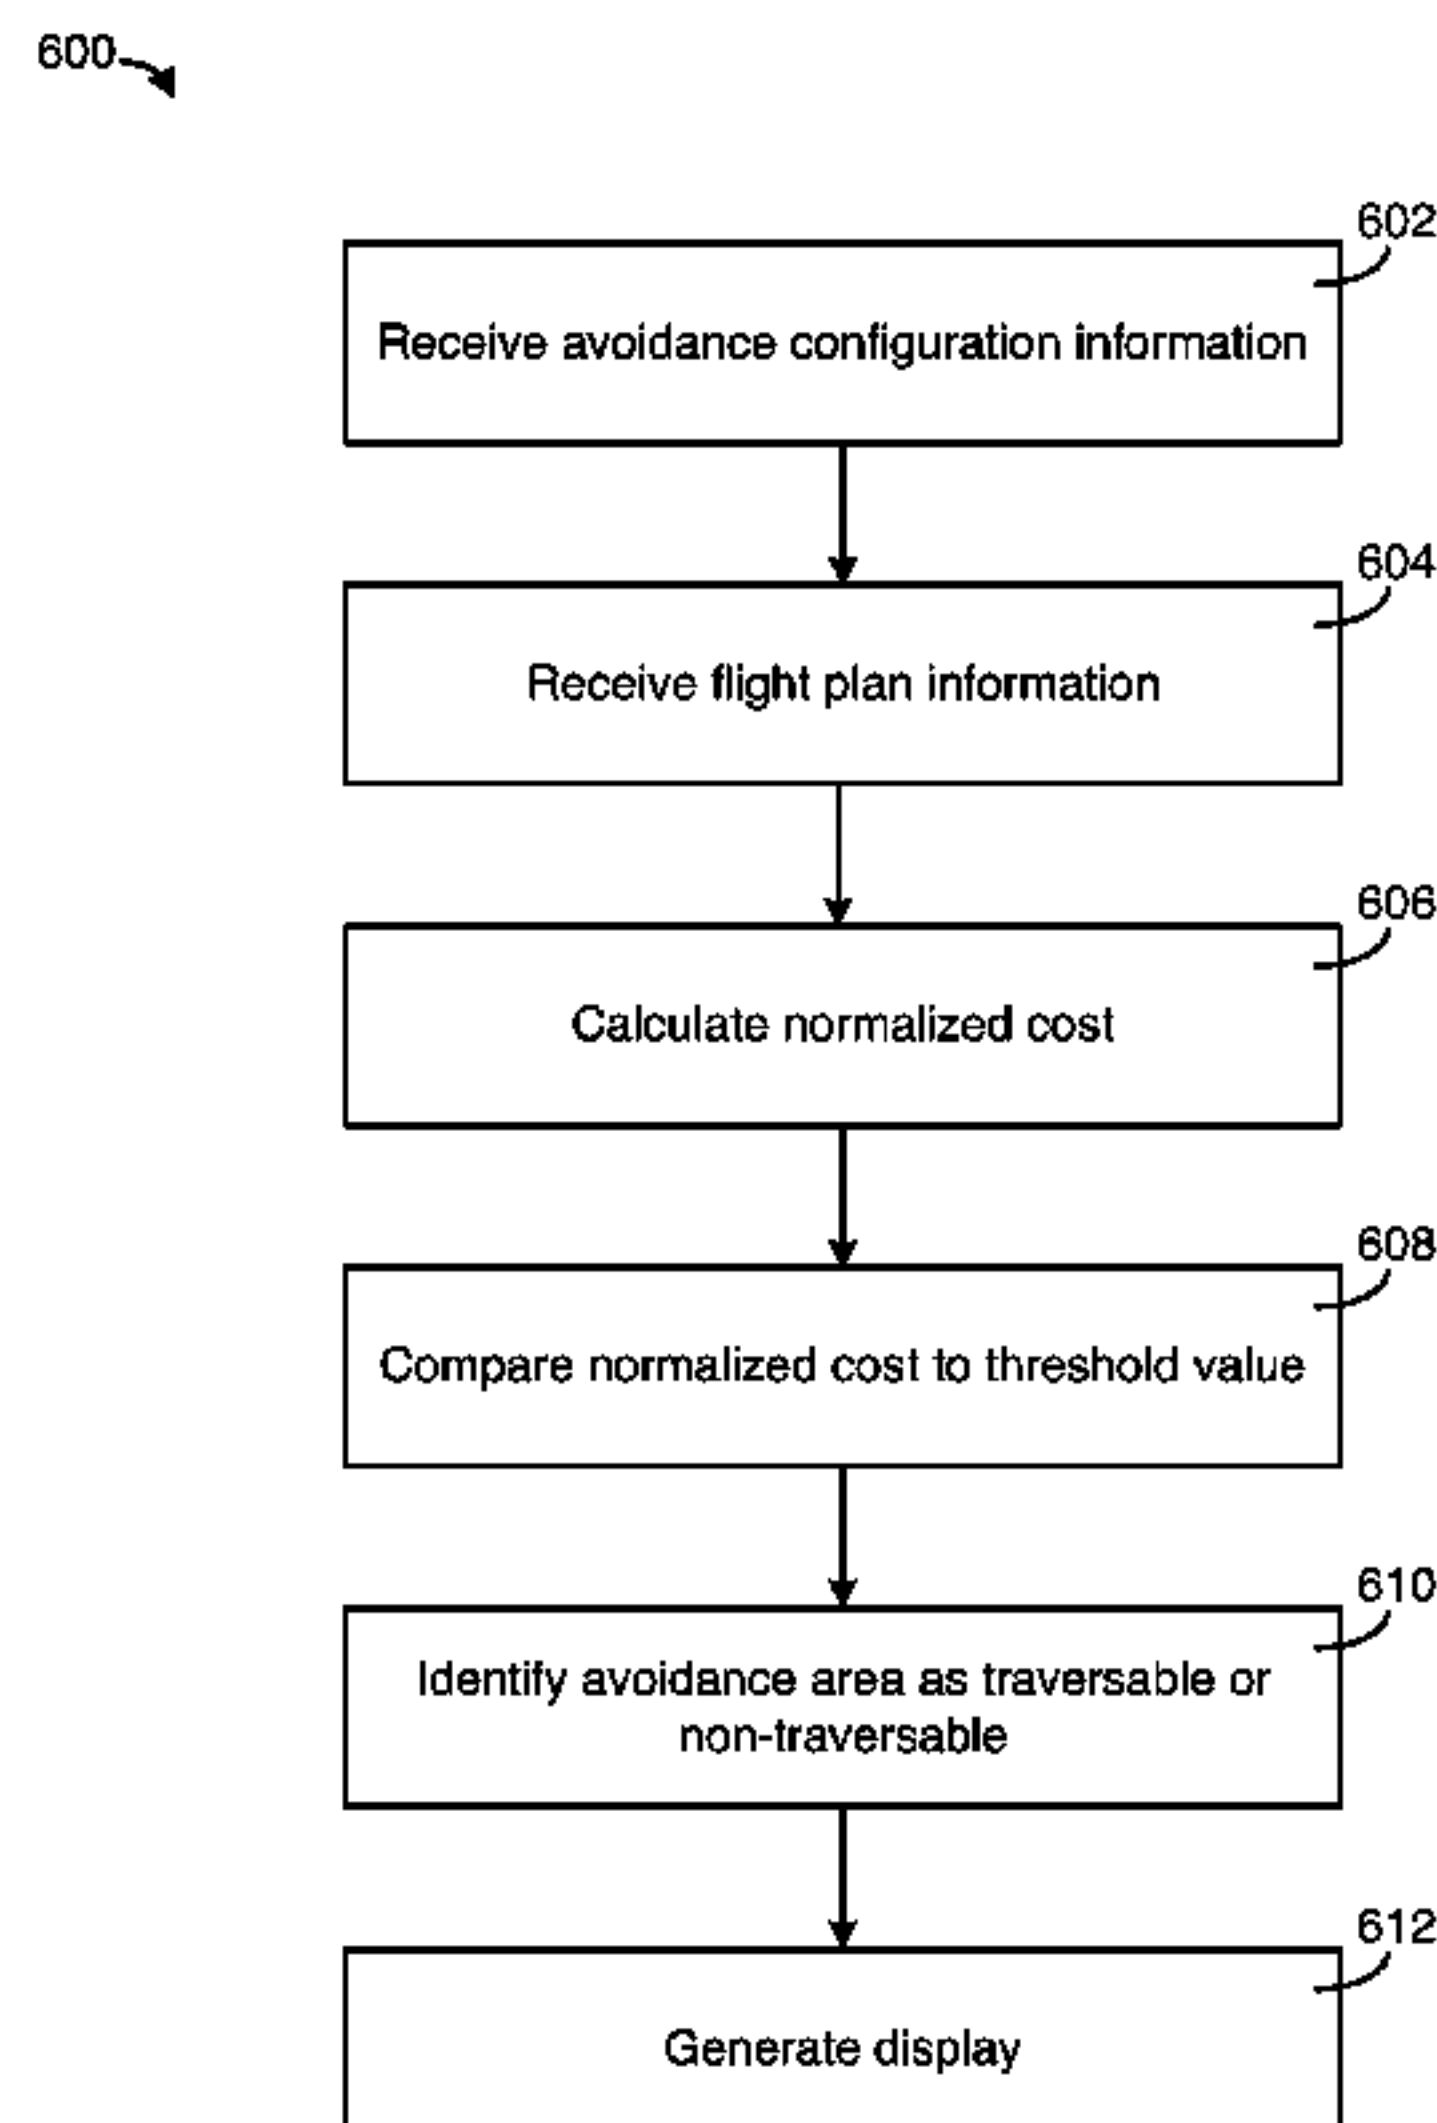 600
602
Receive avoidance configuration information
604
Receive flight plan information
606
Calculate normalized cost
608
Compare normalized cost to threshold value
610
Identify avoidance area as traversable or
non-traversable
612
Generate display